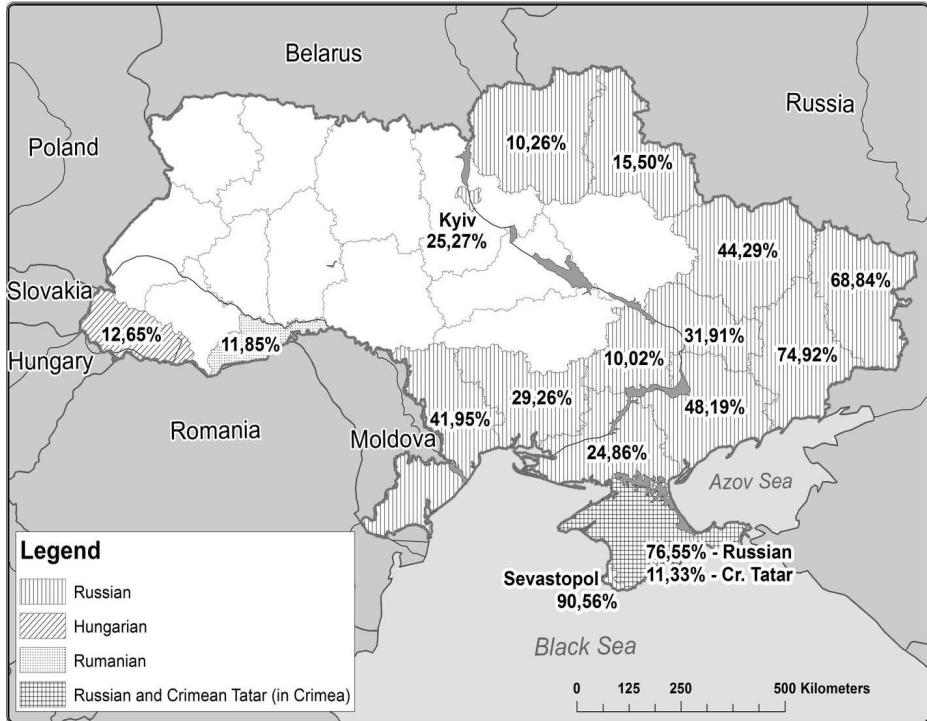 Belarus
Russia
Poland
10,26%
15,50%
Kyiv
25,27%
44,29%
68,84%
Slovakia
12,65%
11,85%
31,91%
10,02%
74,92%
Hungary
29,26%
48,19%
41,95%
Romania
Moldova
24,86%
Azov Sea
Legend
Russian
Hungarian
Rumanian
Russian and Crimean Tatar (in Crimea)
76,55% - Russian
11,33% - Cr. Tatar
Sevastopol
90,56%
Black Sea
0 125 250 500 Kilometers